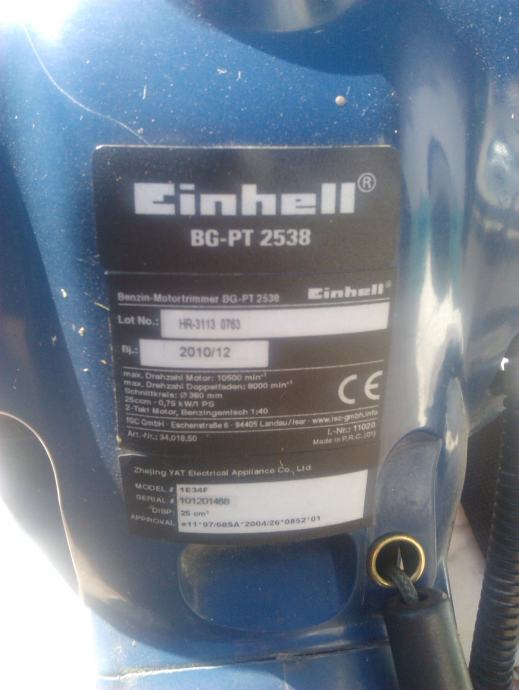 Einhell®
BG-PT 2538
Benzin-Motortrimmer BG-PT 2538 Einhell®
Lot No.: HR-3113 0763
Bj.: 2010/12
max. Drehzahl Motor: 10500 min⁻¹
max. Drehzahl Doppelfaden: 8000 min⁻¹
Schnittkreis: Ø 380 mm
25ccm - 0,75 kW/1 PS
2-Takt Motor, Benzingemisch 1:40
CE
ISC GmbH - Eschenstraße 6 - 94405 Landau/Isar - www.isc-gmbh.info
Art.-Nr.: 34.018.50 I.-Nr.: 11020
Made in P.R.C. (01)
Zhejing YAT Electrical Appliance Co., Ltd
MODEL # 1E34F
SERIAL # 101201488
DISP 25 cm³
APPROVAL e11*97/68SA*2004/26*0852*01